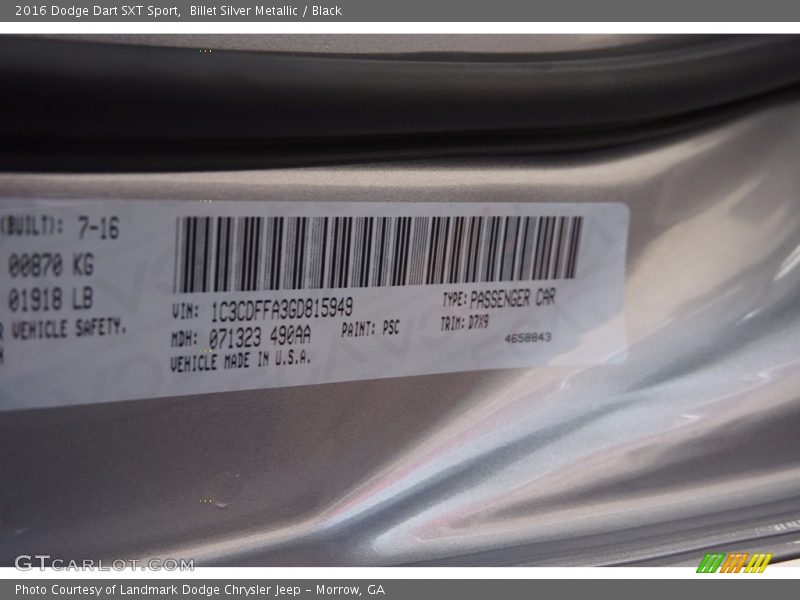 2016 Dodge Dart SXT Sport, Billet Silver Metallic / Black
(BUILT): 7-16
00870 KG
01918 LB
VEHICLE SAFETY.
VIN: 1C3CDFFA3GD815949
TYPE: PASSENGER CAR
MDH: 071323 490AA
PAINT: PSC
TRIM: D7X9
VEHICLE MADE IN U.S.A.
4658843
GTCARLOT.COM
Photo Courtesy of Landmark Dodge Chrysler Jeep – Morrow, GA